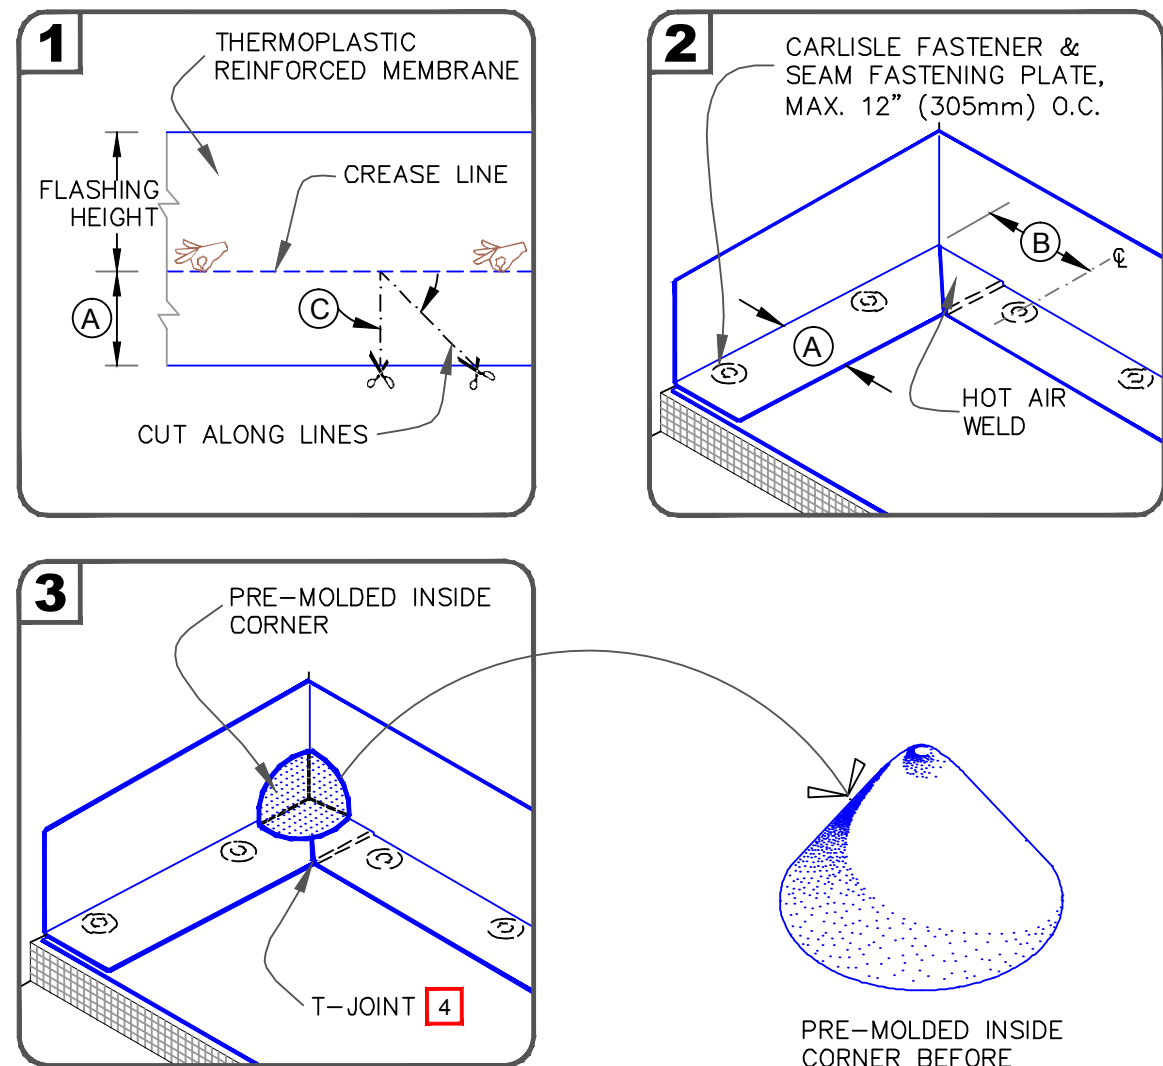 1
THERMOPLASTIC
REINFORCED MEMBRANE
FLASHING
HEIGHT
CREASE LINE
A
C
CUT ALONG LINES
2
CARLISLE FASTENER &
SEAM FASTENING PLATE,
MAX. 12” (305mm) O.C.
B
℄
A
HOT AIR
WELD
3
PRE-MOLDED INSIDE
CORNER
T-JOINT 4
PRE-MOLDED INSIDE
CORNER BEFORE